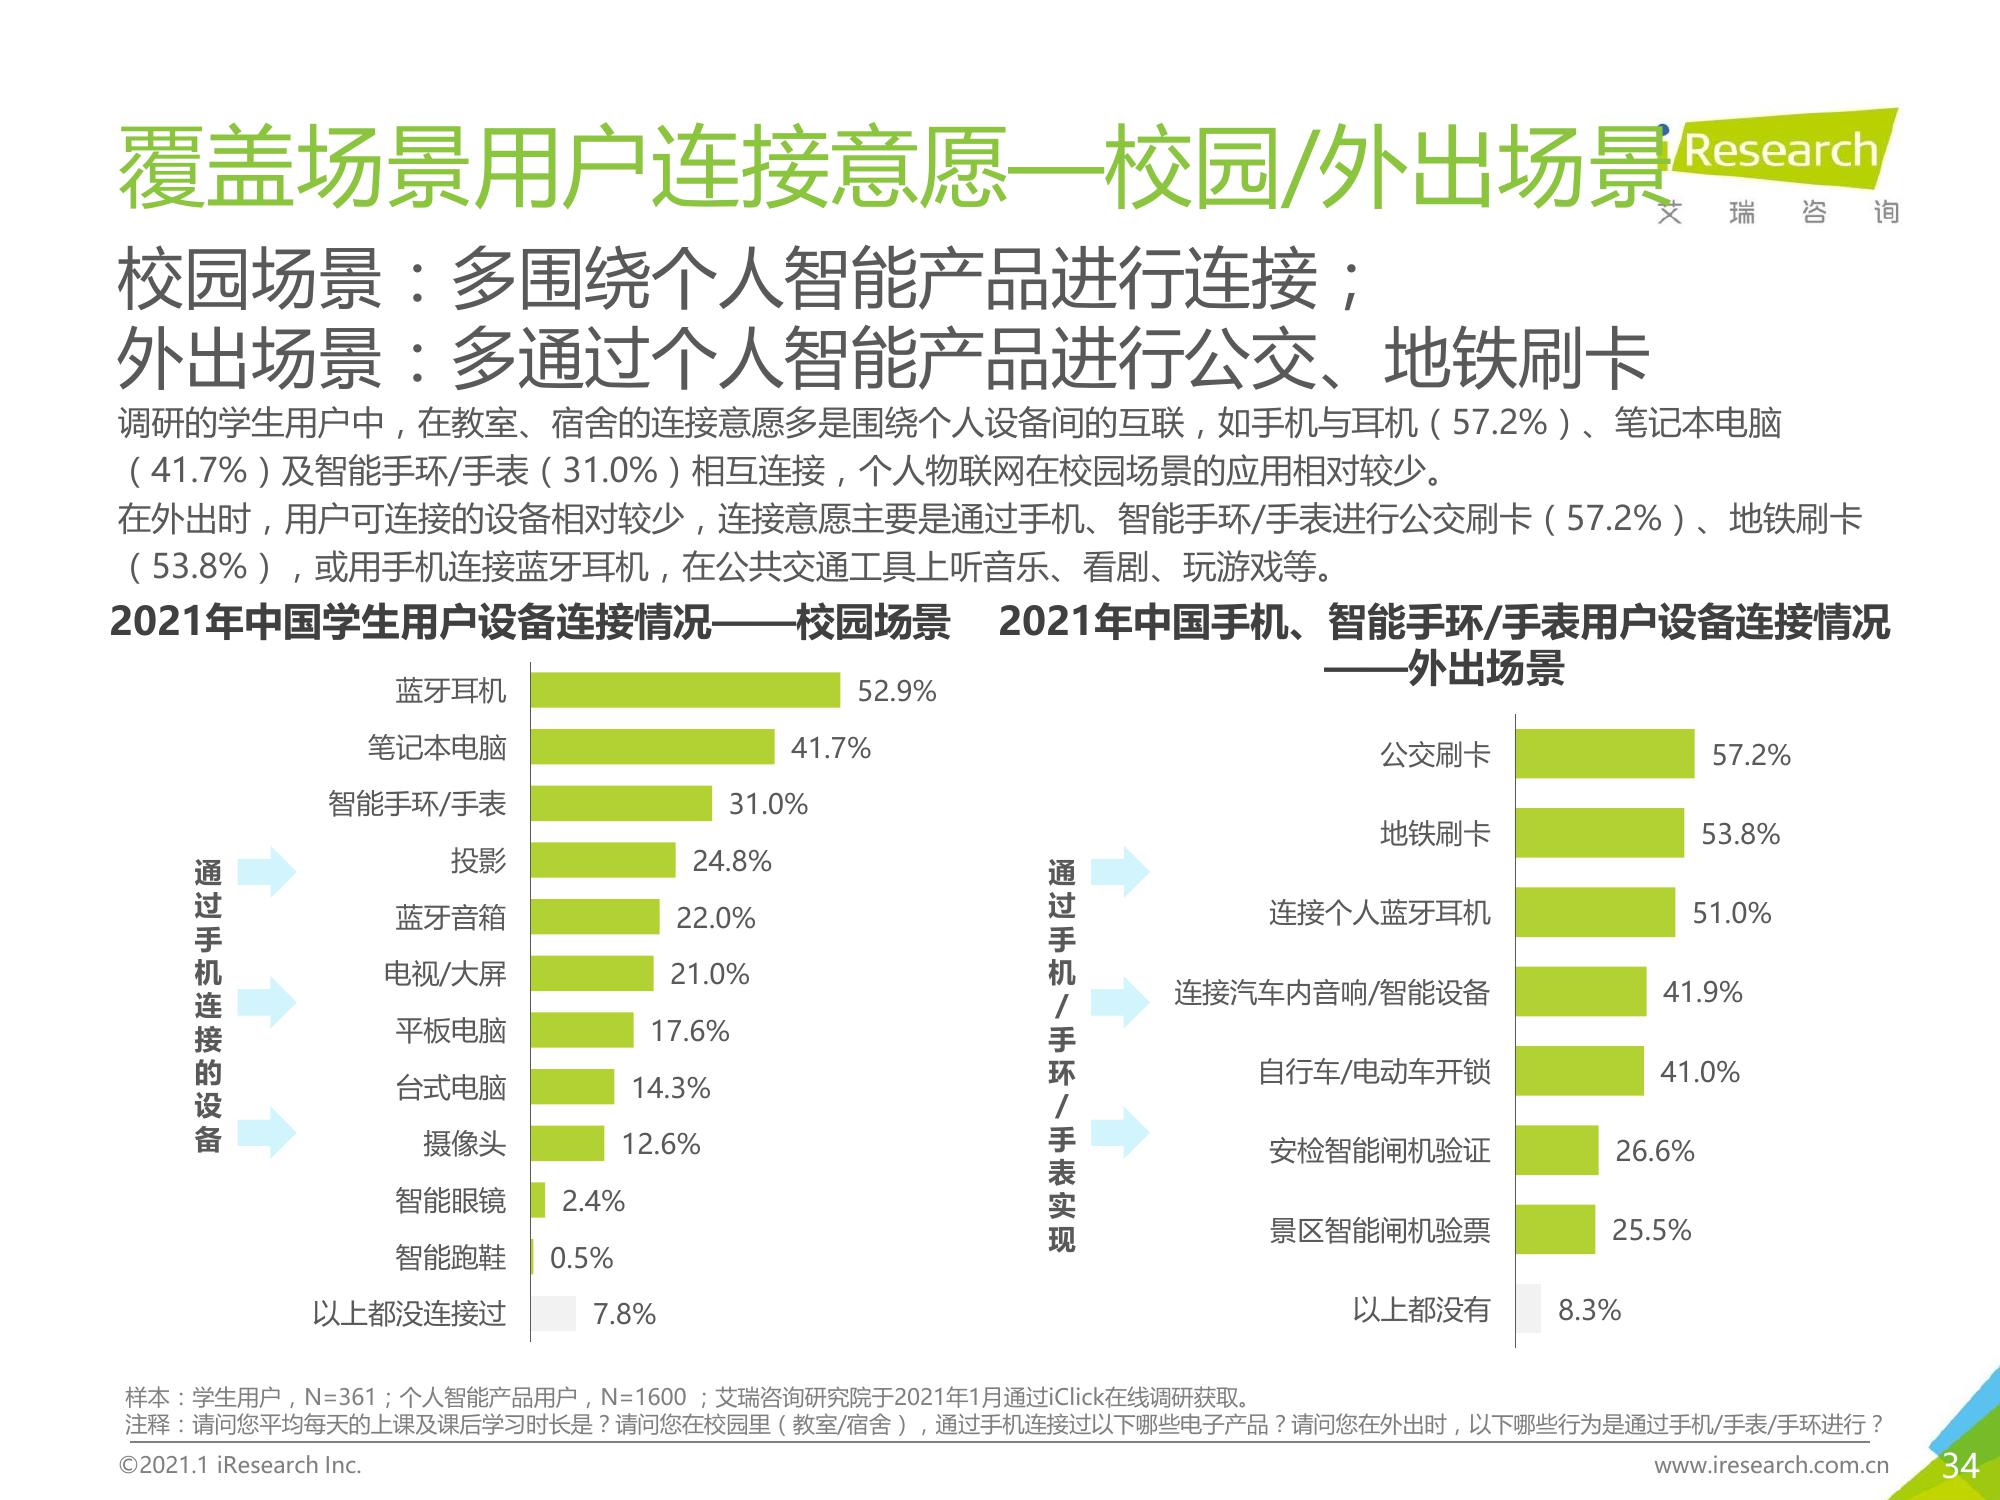 覆盖场景用户连接意愿—校园/外出场景
iResearch
艾 瑞 咨 询
校园场景：多围绕个人智能产品进行连接；
外出场景：多通过个人智能产品进行公交、地铁刷卡
调研的学生用户中，在教室、宿舍的连接意愿多是围绕个人设备间的互联，如手机与耳机（57.2%）、笔记本电脑
（41.7%）及智能手环/手表（31.0%）相互连接，个人物联网在校园场景的应用相对较少。
在外出时，用户可连接的设备相对较少，连接意愿主要是通过手机、智能手环/手表进行公交刷卡（57.2%）、地铁刷卡
（53.8%），或用手机连接蓝牙耳机，在公共交通工具上听音乐、看剧、玩游戏等。
2021年中国学生用户设备连接情况——校园场景
通过手机连接的设备
蓝牙耳机 52.9%
笔记本电脑 41.7%
智能手环/手表 31.0%
投影 24.8%
蓝牙音箱 22.0%
电视/大屏 21.0%
平板电脑 17.6%
台式电脑 14.3%
摄像头 12.6%
智能眼镜 2.4%
智能跑鞋 0.5%
以上都没连接过 7.8%
2021年中国手机、智能手环/手表用户设备连接情况
——外出场景
通过手机/手环/手表实现
公交刷卡 57.2%
地铁刷卡 53.8%
连接个人蓝牙耳机 51.0%
连接汽车内音响/智能设备 41.9%
自行车/电动车开锁 41.0%
安检智能闸机验证 26.6%
景区智能闸机验票 25.5%
以上都没有 8.3%
样本：学生用户，N=361；个人智能产品用户，N=1600 ；艾瑞咨询研究院于2021年1月通过iClick在线调研获取。
注释：请问您平均每天的上课及课后学习时长是？请问您在校园里（教室/宿舍），通过手机连接过以下哪些电子产品？请问您在外出时，以下哪些行为是通过手机/手表/手环进行？
©2021.1 iResearch Inc.
www.iresearch.com.cn
34